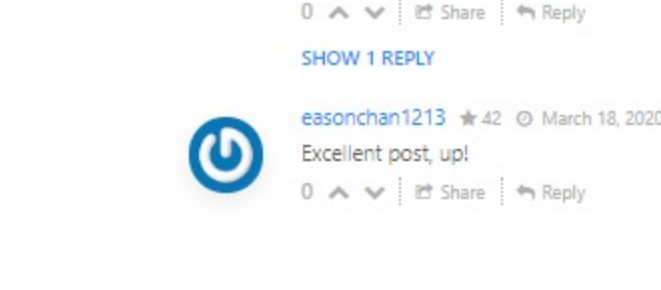 0 Share Reply
SHOW 1 REPLY
easonchan1213 42 March 18, 2020
Excellent post, up!
0 Share Reply